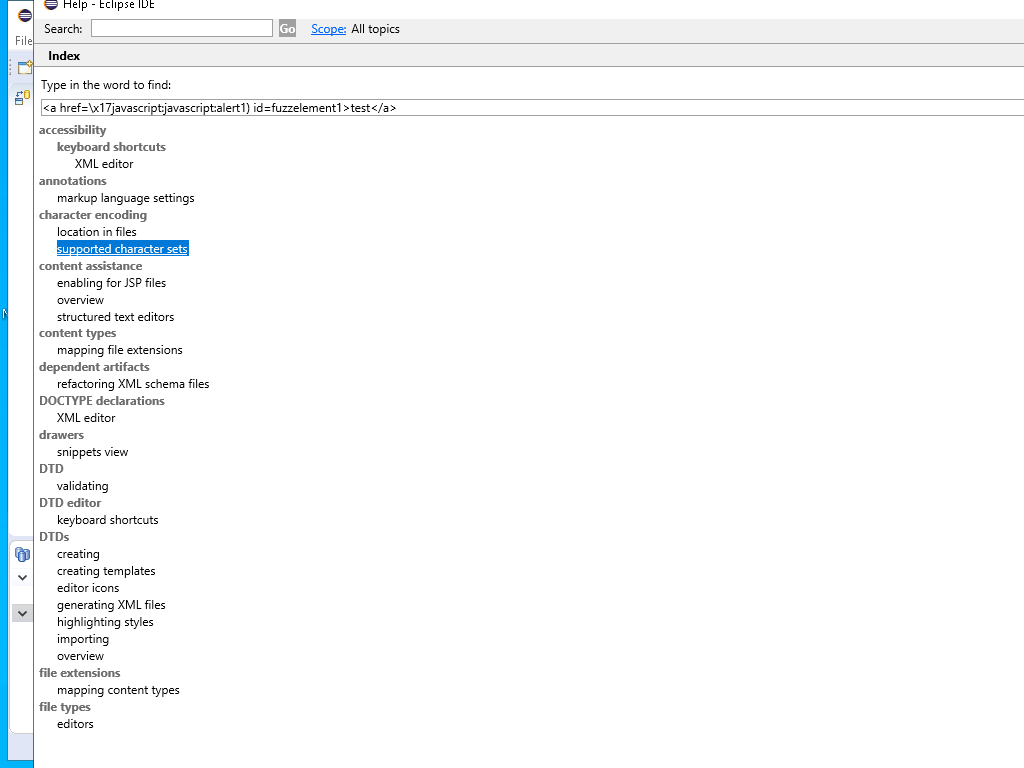 Help - Eclipse IDE
File
Search: Go Scope: All topics
Index
Type in the word to find:
<a href=\x17javascript:javascript:alert1) id=fuzzelement1>test</a>
accessibility
keyboard shortcuts
XML editor
annotations
markup language settings
character encoding
location in files
supported character sets
content assistance
enabling for JSP files
overview
structured text editors
content types
mapping file extensions
dependent artifacts
refactoring XML schema files
DOCTYPE declarations
XML editor
drawers
snippets view
DTD
validating
DTD editor
keyboard shortcuts
DTDs
creating
creating templates
editor icons
generating XML files
highlighting styles
importing
overview
file extensions
mapping content types
file types
editors